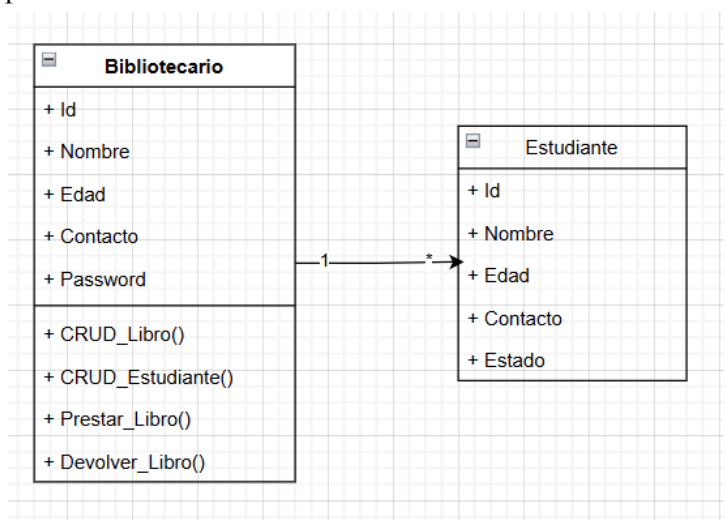 Bibliotecario
+ Id
+ Nombre
+ Edad
+ Contacto
+ Password
+ CRUD_Libro()
+ CRUD_Estudiante()
+ Prestar_Libro()
+ Devolver_Libro()
1
*
Estudiante
+ Id
+ Nombre
+ Edad
+ Contacto
+ Estado